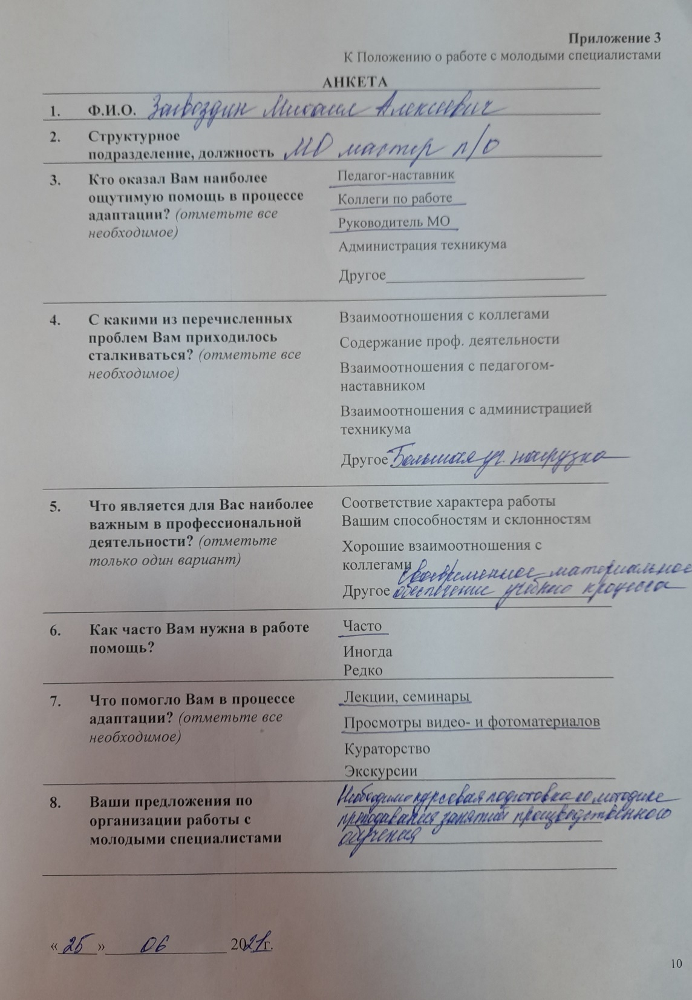 Приложение 3
К Положению о работе с молодыми специалистами
АНКЕТА
1. Ф.И.О. Загвоздин Михаил Алексеевич
2. Структурное
подразделение, должность МО мастер п/о
3. Кто оказал Вам наиболее
ощутимую помощь в процессе
адаптации? (отметьте все
необходимое)
Педагог-наставник
Коллеги по работе
Руководитель МО
Администрация техникума
Другое
4. С какими из перечисленных
проблем Вам приходилось
сталкиваться? (отметьте все
необходимое)
Взаимоотношения с коллегами
Содержание проф. деятельности
Взаимоотношения с педагогом-
наставником
Взаимоотношения с администрацией
техникума
Другое Большая уч. нагрузка
5. Что является для Вас наиболее
важным в профессиональной
деятельности? (отметьте
только один вариант)
Соответствие характера работы
Вашим способностям и склонностям
Хорошие взаимоотношения с
коллегами
Своевременное материальное
Другое обеспечение учебного процесса
6. Как часто Вам нужна в работе
помощь?
Часто
Иногда
Редко
7. Что помогло Вам в процессе
адаптации? (отметьте все
необходимое)
Лекции, семинары
Просмотры видео- и фотоматериалов
Кураторство
Экскурсии
8. Ваши предложения по
организации работы с
молодыми специалистами
Необходимо курсовая подготовка по методике
преподавания занятий производственного
обучения
« 25 » 06 2021г.
10